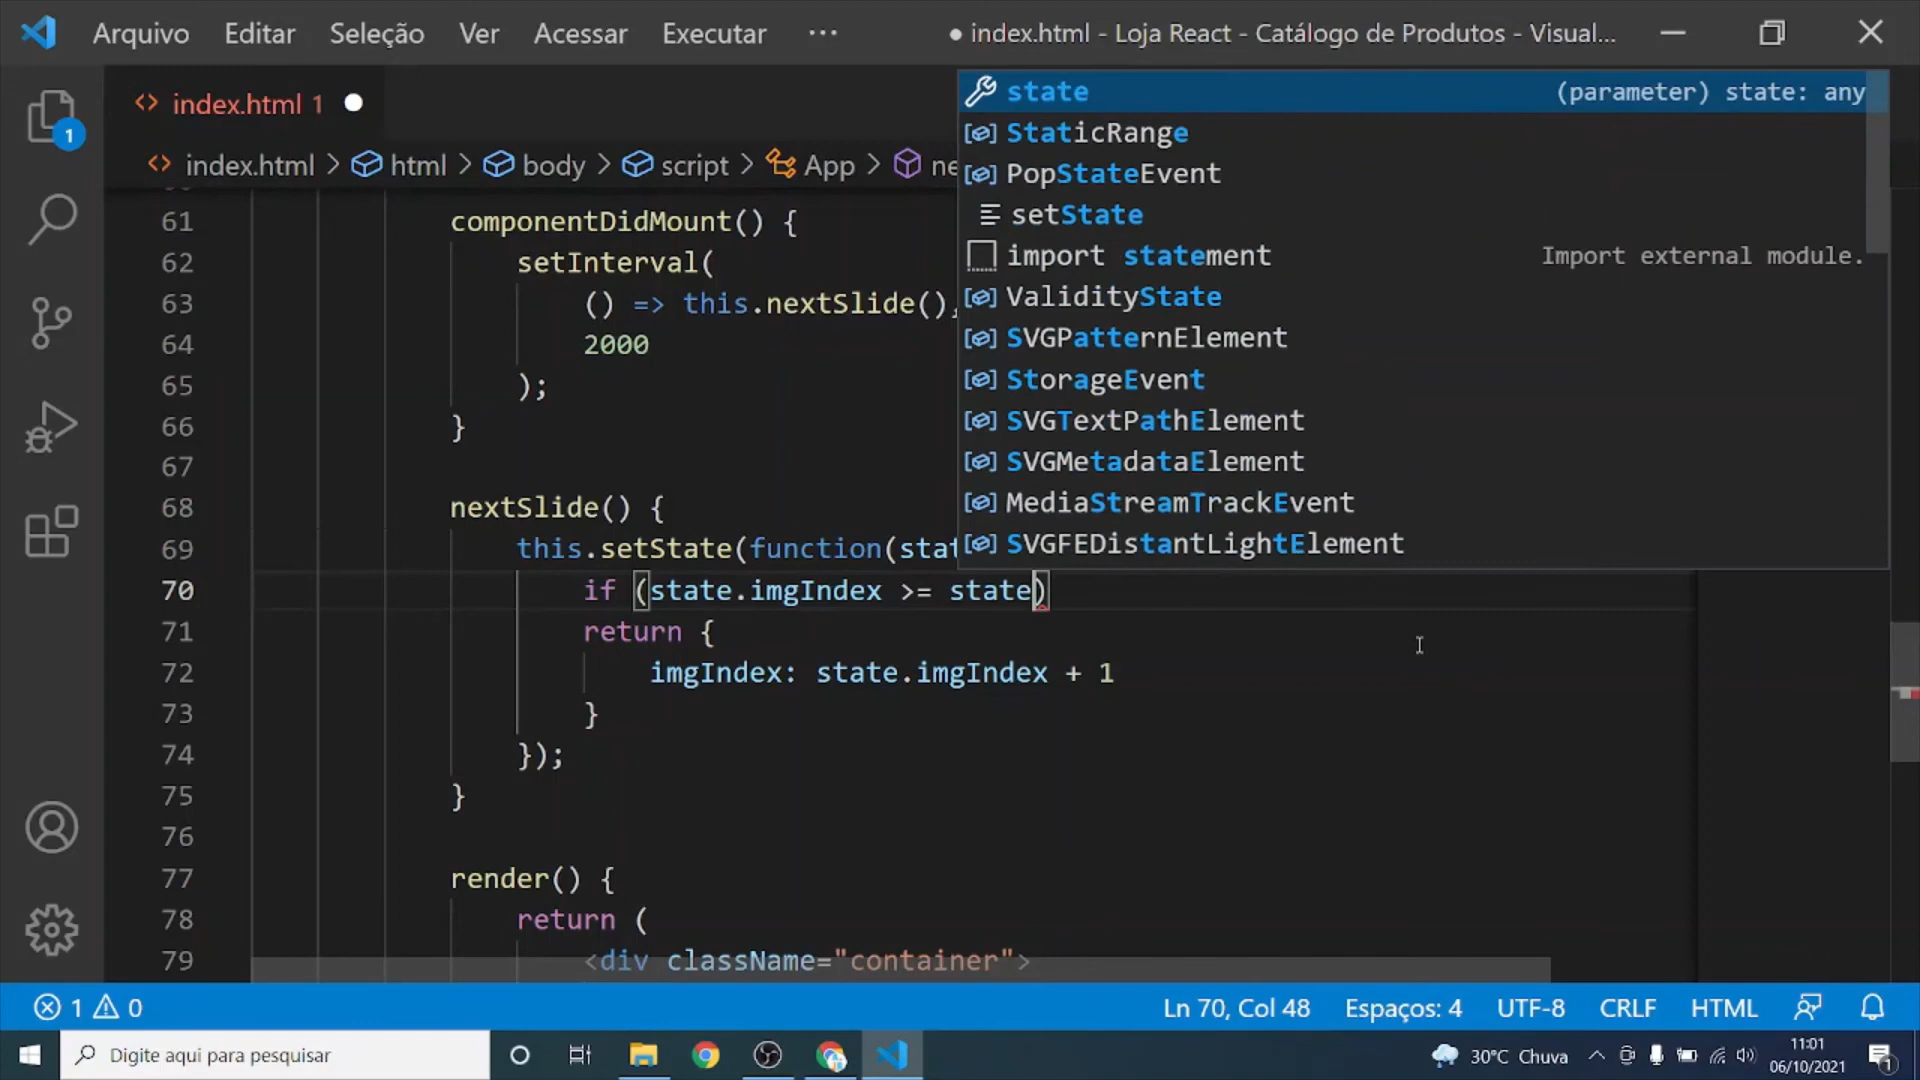 Arquivo Editar Seleção Ver Acessar Executar ··· ● index.html - Loja React - Catálogo de Produtos - Visual...
<> index.html 1 ●
1
<> index.html > html > body > script > App > ne
state (parameter) state: any
StaticRange
PopStateEvent
setState
import statement Import external module.
ValidityState
SVGPatternElement
StorageEvent
SVGTextPathElement
SVGMetadataElement
MediaStreamTrackEvent
SVGFEDistantLightElement
61 componentDidMount() {
62 setInterval(
63 () => this.nextSlide(),
64 2000
65 );
66 }
67
68 nextSlide() {
69 this.setState(function(stat
70 if (state.imgIndex >= state)
71 return {
72 imgIndex: state.imgIndex + 1
73 }
74 });
75 }
76
77 render() {
78 return (
79 <div className="container">
1 0 Ln 70, Col 48 Espaços: 4 UTF-8 CRLF HTML
Digite aqui para pesquisar 30°C Chuva 11:01
06/10/2021 1